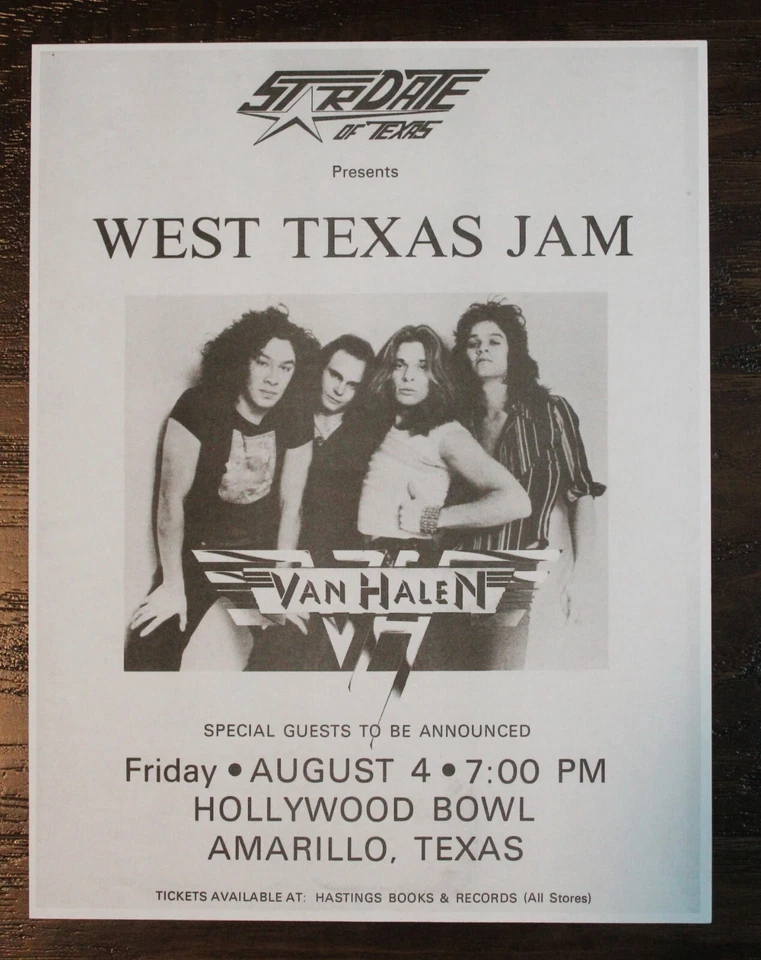 STARDATE
OF TEXAS
Presents
WEST TEXAS JAM
VAN HALEN
VH
SPECIAL GUESTS TO BE ANNOUNCED
Friday • AUGUST 4 • 7:00 PM
HOLLYWOOD BOWL
AMARILLO, TEXAS
TICKETS AVAILABLE AT: HASTINGS BOOKS & RECORDS (All Stores)